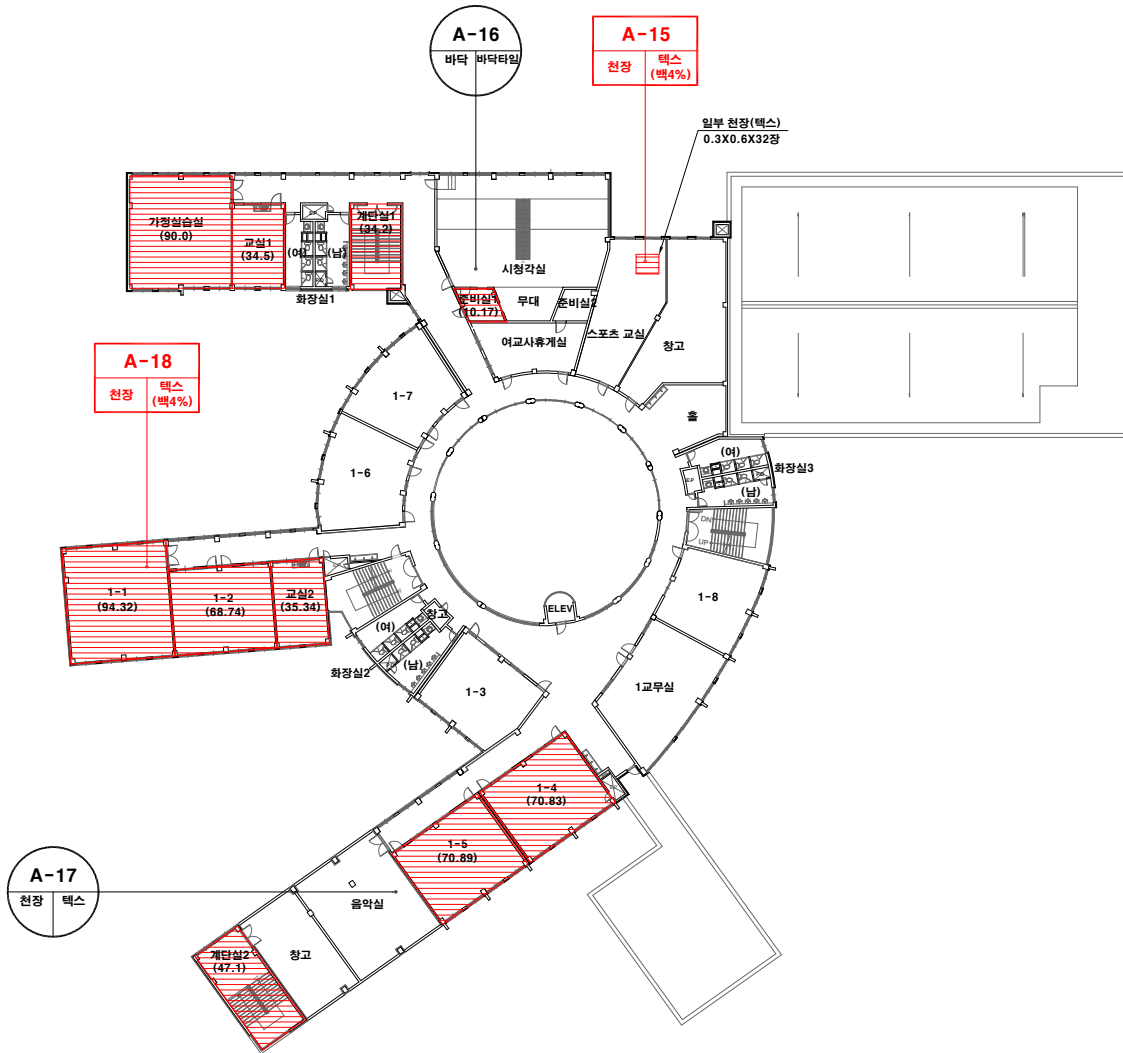 A-16
바닥 바닥타일
A-15
천장 텍스
(백4%)
일부 천장(텍스)
0.3X0.6X32장
가정실습실
(90.0)
교실1
(34.5)
(여)
(남)
계단실1
(34.2)
화장실1
시청각실
준비실1
(10.17)
무대
준비실2
여교사휴게실
스포츠 교실
창고
홀
A-18
천장 텍스
(백4%)
1-7
1-6
(여)
화장실3
E.P
(남)
DN
UP
1-1
(94.32)
1-2
(68.74)
교실2
(35.34)
1-8
ELEV
창고
(여)
(남)
화장실2
1-3
1교무실
1-4
(70.83)
1-5
(70.89)
A-17
천장 텍스
음악실
창고
계단실2
(47.1)